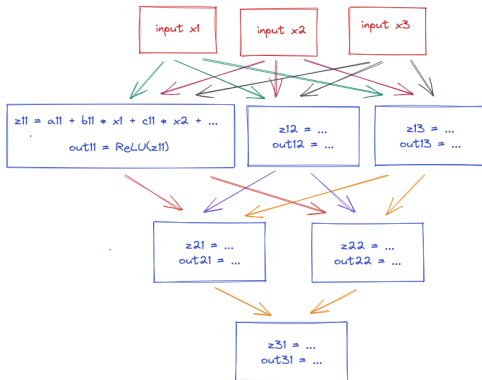 input x1
input x2
input x3
z11 = a11 + b11 * x1 + c11 * x2 + ...
out11 = ReLU(z11)
z12 = ...
out12 = ...
z13 = ...
out13 = ...
z21 = ...
out21 = ...
z22 = ...
out22 = ...
z31 = ...
out31 = ...